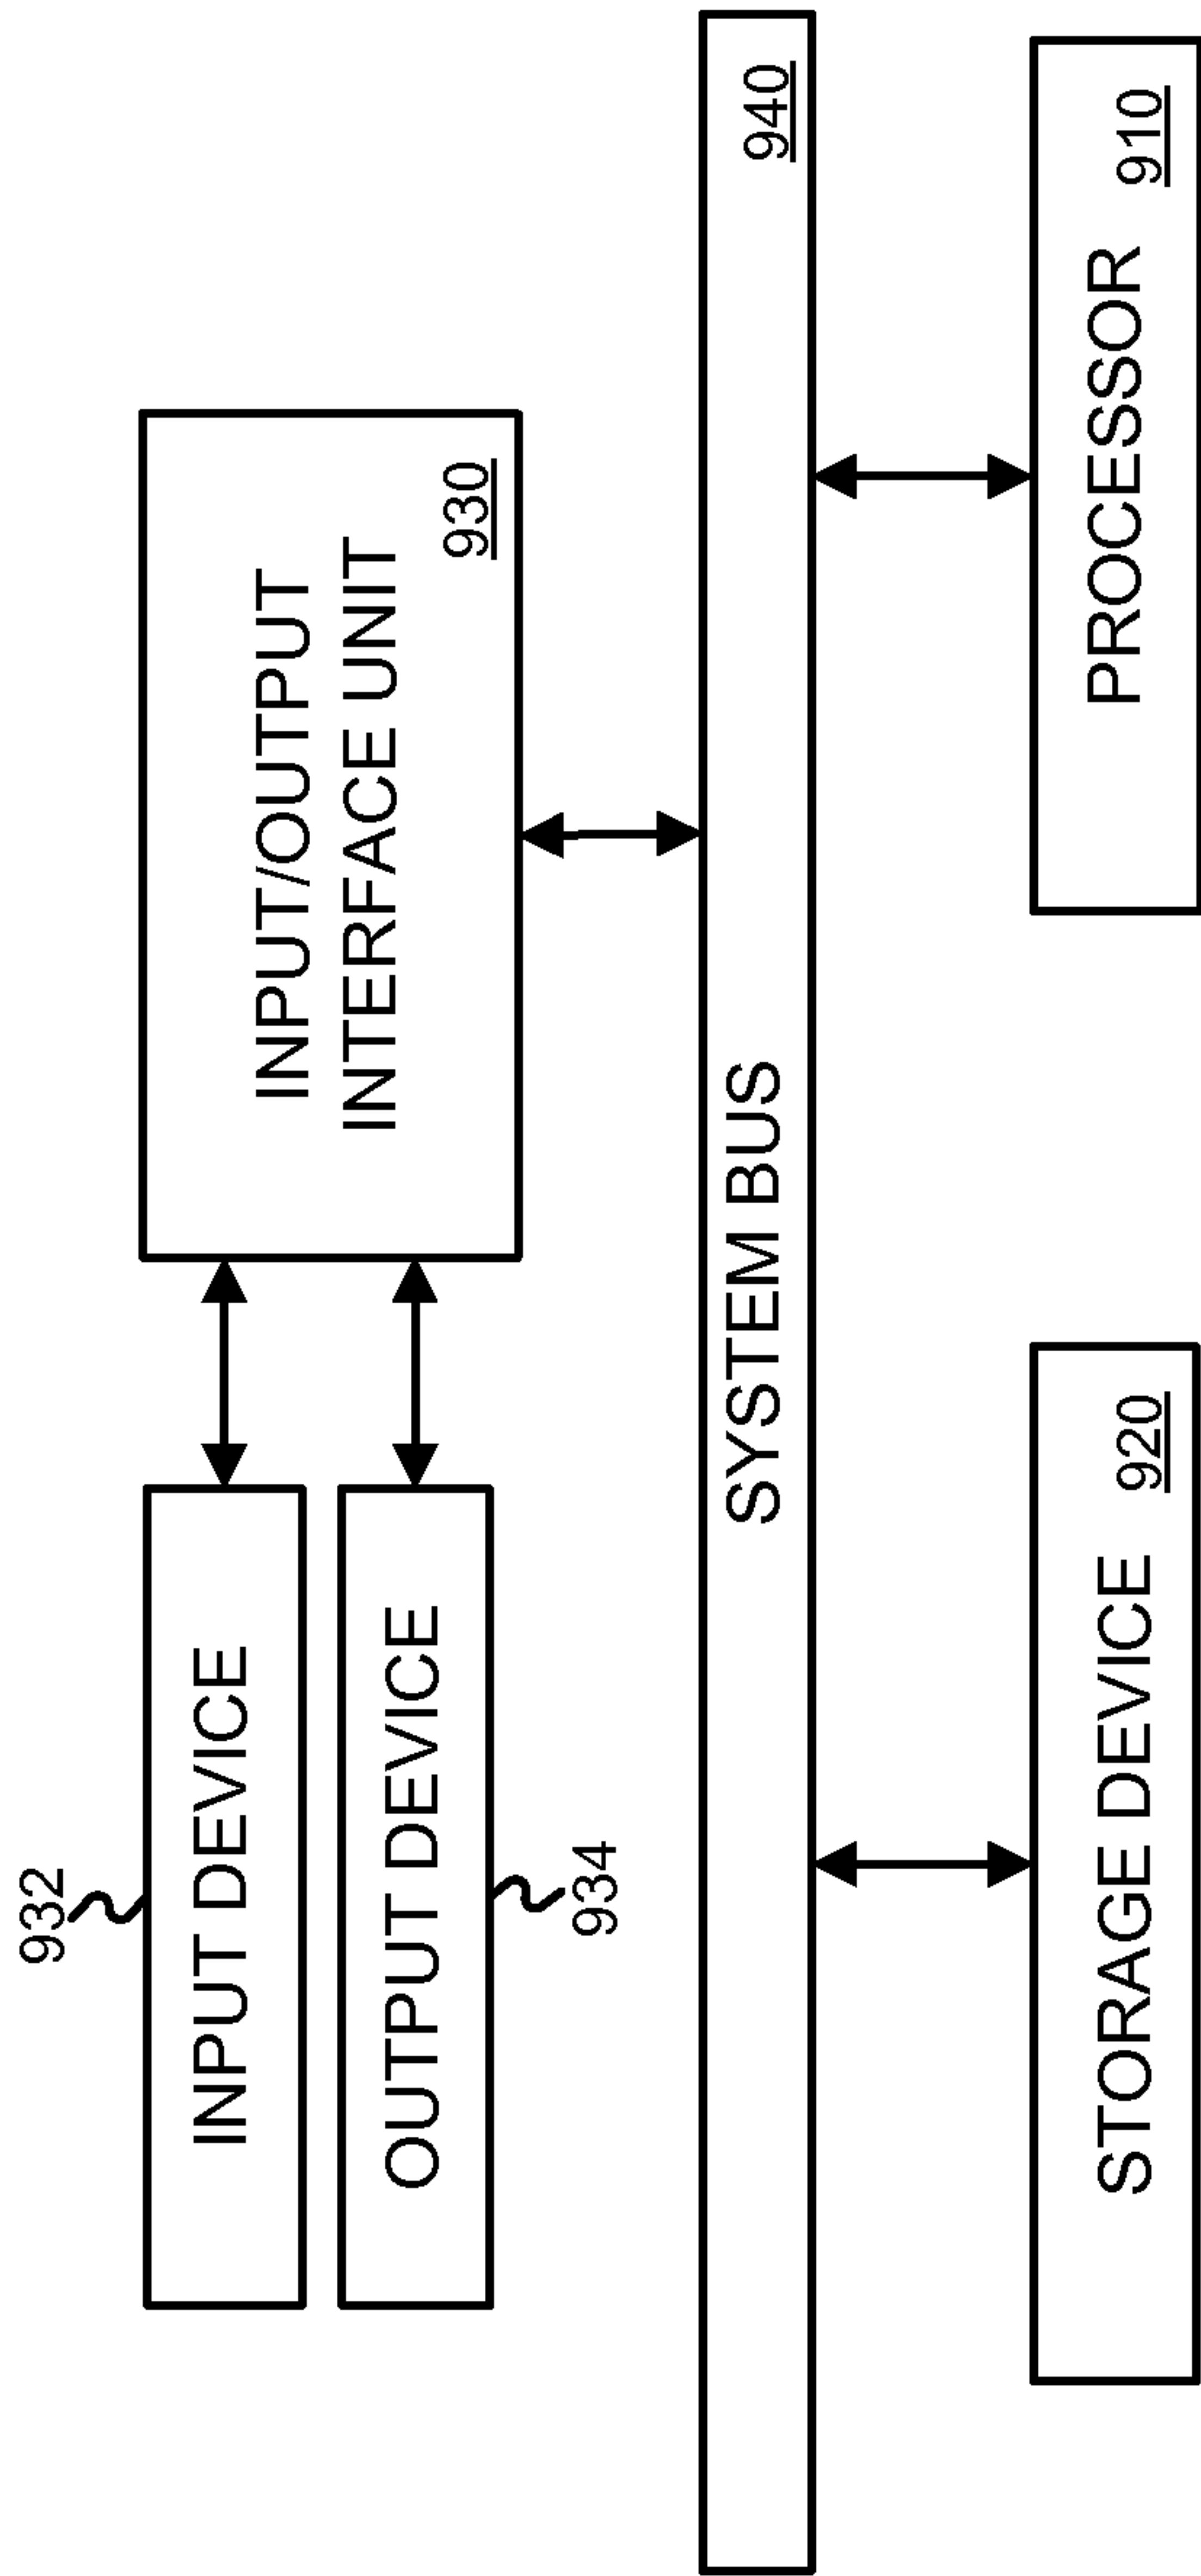 932
INPUT DEVICE
OUTPUT DEVICE
934
INPUT/OUTPUT
INTERFACE UNIT
930
SYSTEM BUS
940
STORAGE DEVICE
920
PROCESSOR
910